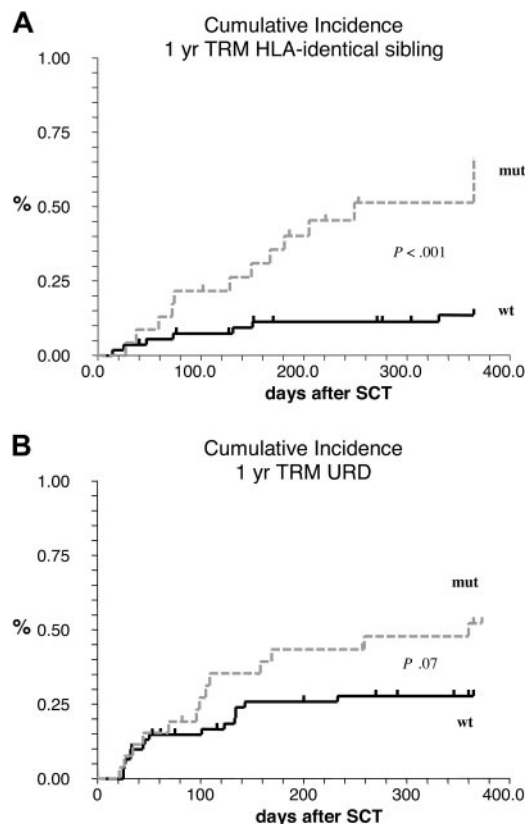 A
Cumulative Incidence
1 yr TRM HLA-identical sibling
1.00
0.75
%
0.50
0.25
0.00
mut
P < .001
wt
0.0 100.0 200.0 300.0 400.0
days after SCT
B
Cumulative Incidence
1 yr TRM URD
1.00
0.75
%
0.50
0.25
0.00
mut
P .07
wt
0 100 200 300 400
days after SCT